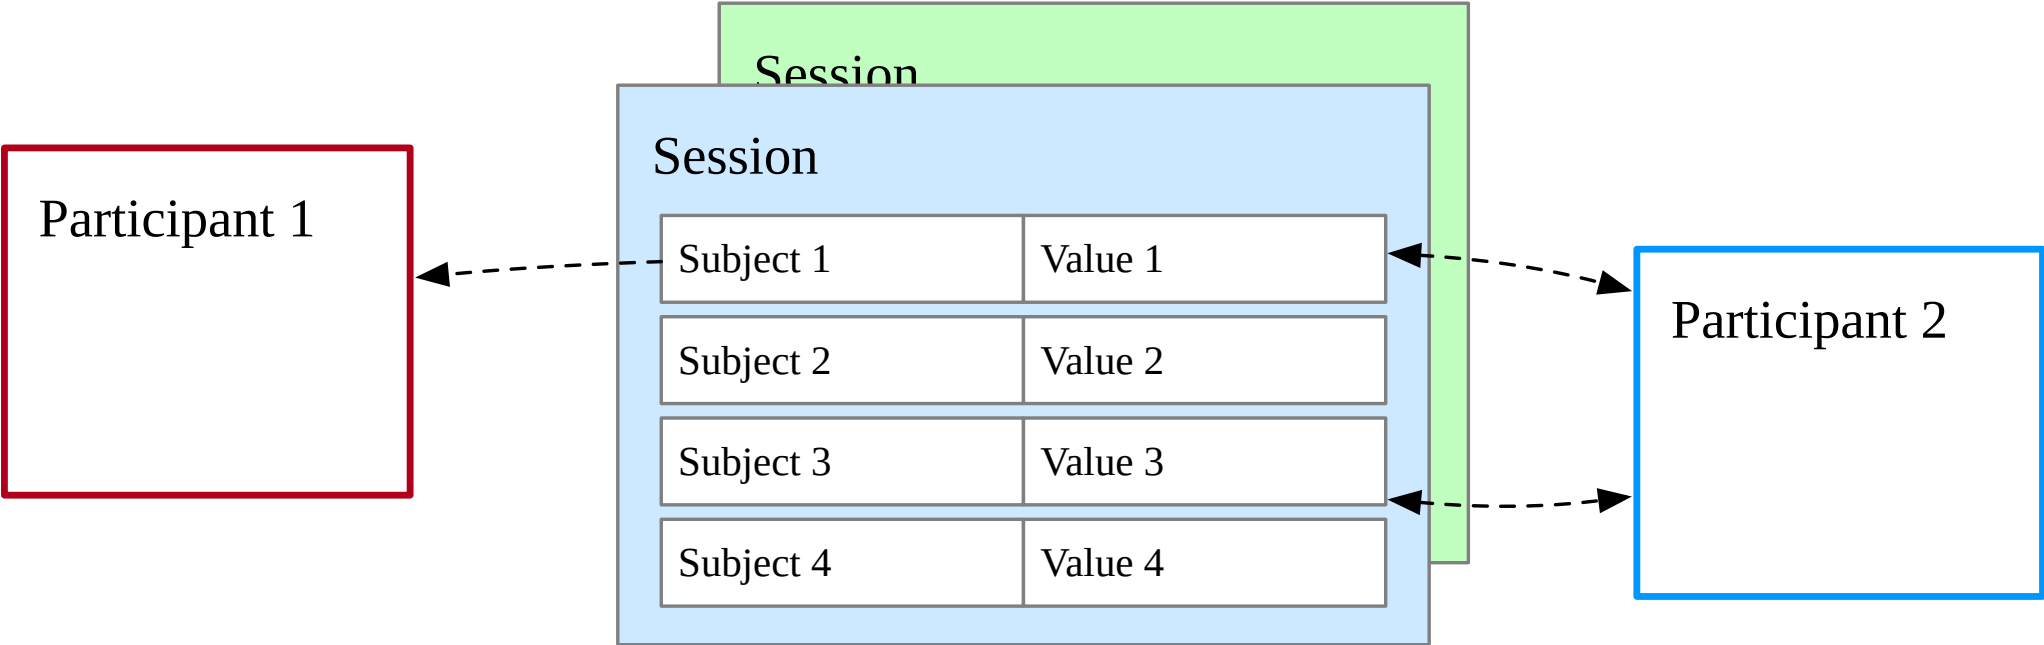 Session
Session
Participant 1
Subject 1 Value 1
Participant 2
Subject 2 Value 2
Subject 3 Value 3
Subject 4 Value 4